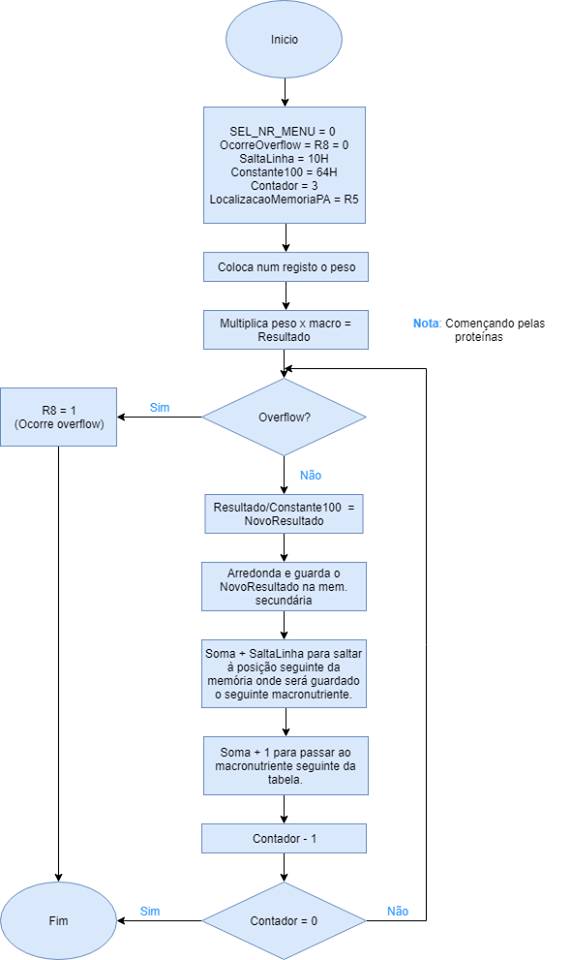 Inicio
SEL_NR_MENU = 0
OcorreOverflow = R8 = 0
SaltaLinha = 10H
Constante100 = 64H
Contador = 3
LocalizacaoMemoriaPA = R5
Coloca num registo o peso
Multiplica peso x macro =
Resultado
Nota: Començando pelas
proteínas
Overflow?
Sim
R8 = 1
(Ocorre overflow)
Não
Resultado/Constante100 =
NovoResultado
Arredonda e guarda o
NovoResultado na mem.
secundária
Soma + SaltaLinha para saltar
à posição seguinte da
memória onde será guardado
o seguinte macronutriente.
Soma + 1 para passar ao
macronutriente seguinte da
tabela.
Contador - 1
Contador = 0
Sim
Não
Fim